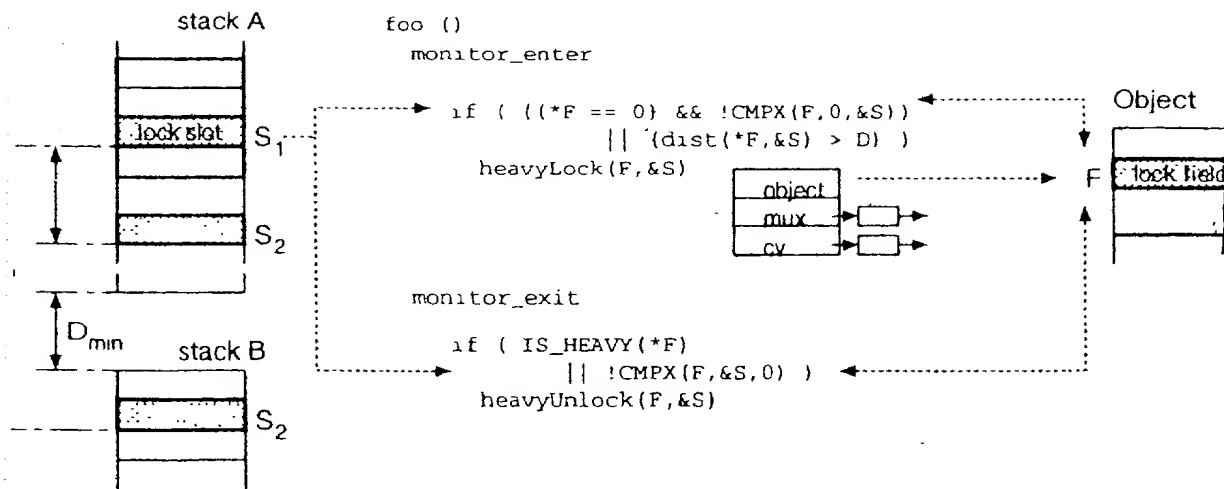 stack A
foo ()
monitor_enter
if ( ((*F == 0) && !CMPX(F,0,&S))
|| (dist(*F,&S) > D) )
heavyLock(F,&S)
lock slot
S1
S2
Object
F
lock field
object
mux
cv
monitor_exit
if ( IS_HEAVY(*F)
|| !CMPX(F,&S,0) )
heavyUnlock(F,&S)
Dmin
stack B
S2